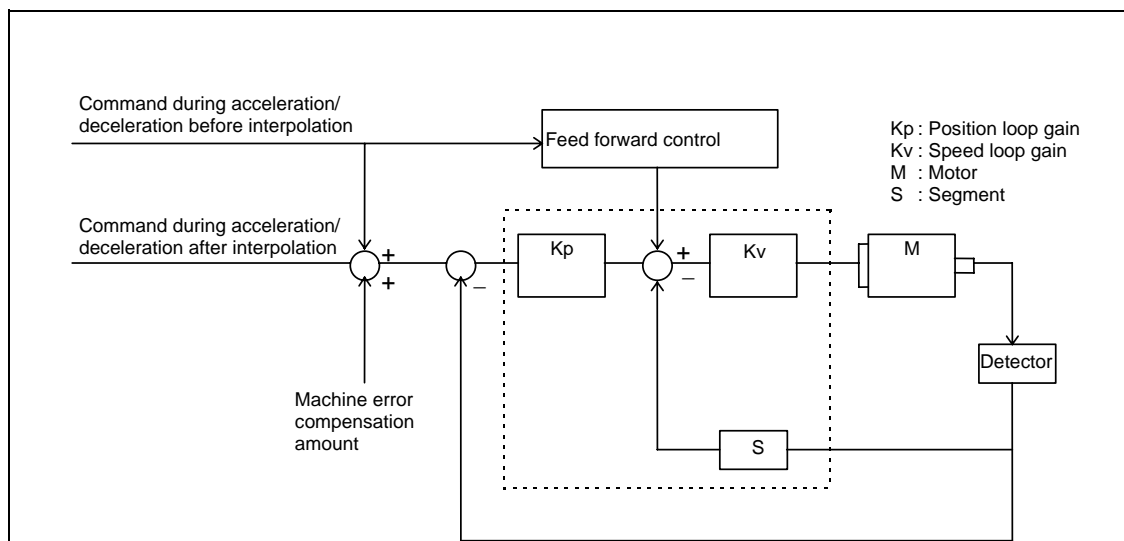 Command during acceleration/
deceleration before interpolation
Feed forward control
Kp : Position loop gain
Kv : Speed loop gain
M : Motor
S : Segment
Command during acceleration/
deceleration after interpolation
+
+
−
Kp
+
−
Kv
M
Detector
Machine error
compensation
amount
S